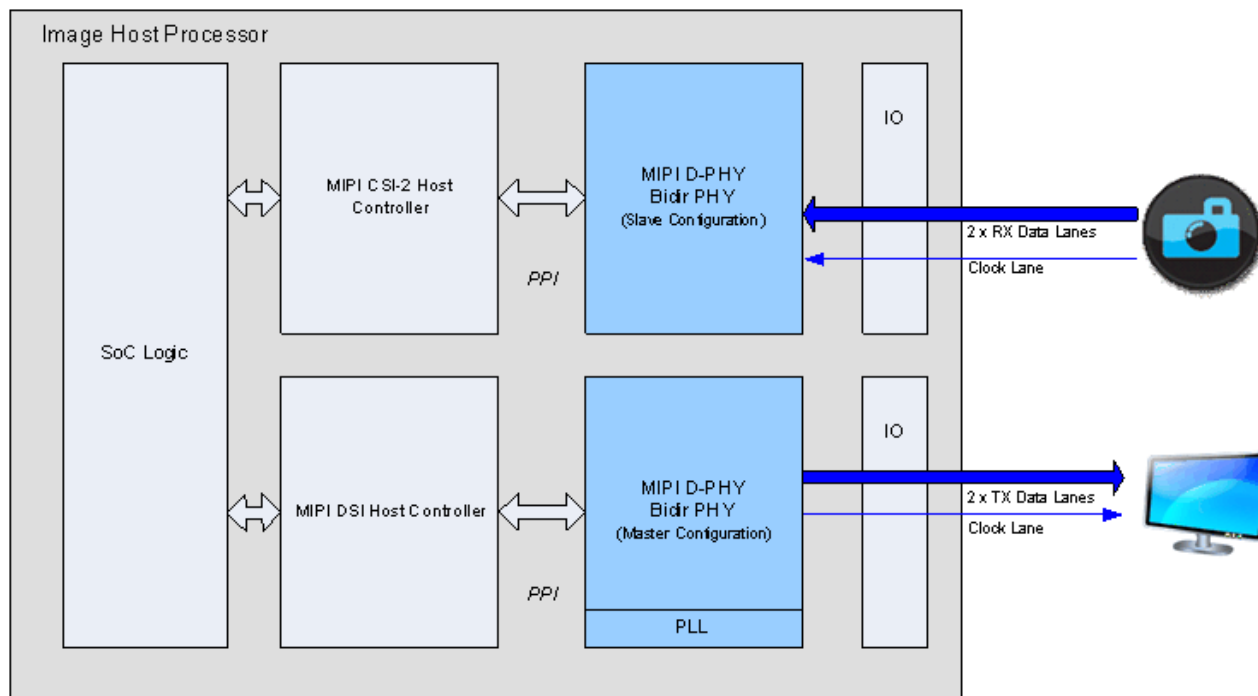 Image Host Processor
SoC Logic
MIPI CSI-2 Host
Controller
PPI
MIPI D-PHY
Bidir PHY
(Slave Configuration)
IO
2 x RX Data Lanes
Clock Lane
MIPI DSI Host Controller
PPI
MIPI D-PHY
Bidir PHY
(Master Configuration)
PLL
IO
2 x TX Data Lanes
Clock Lane